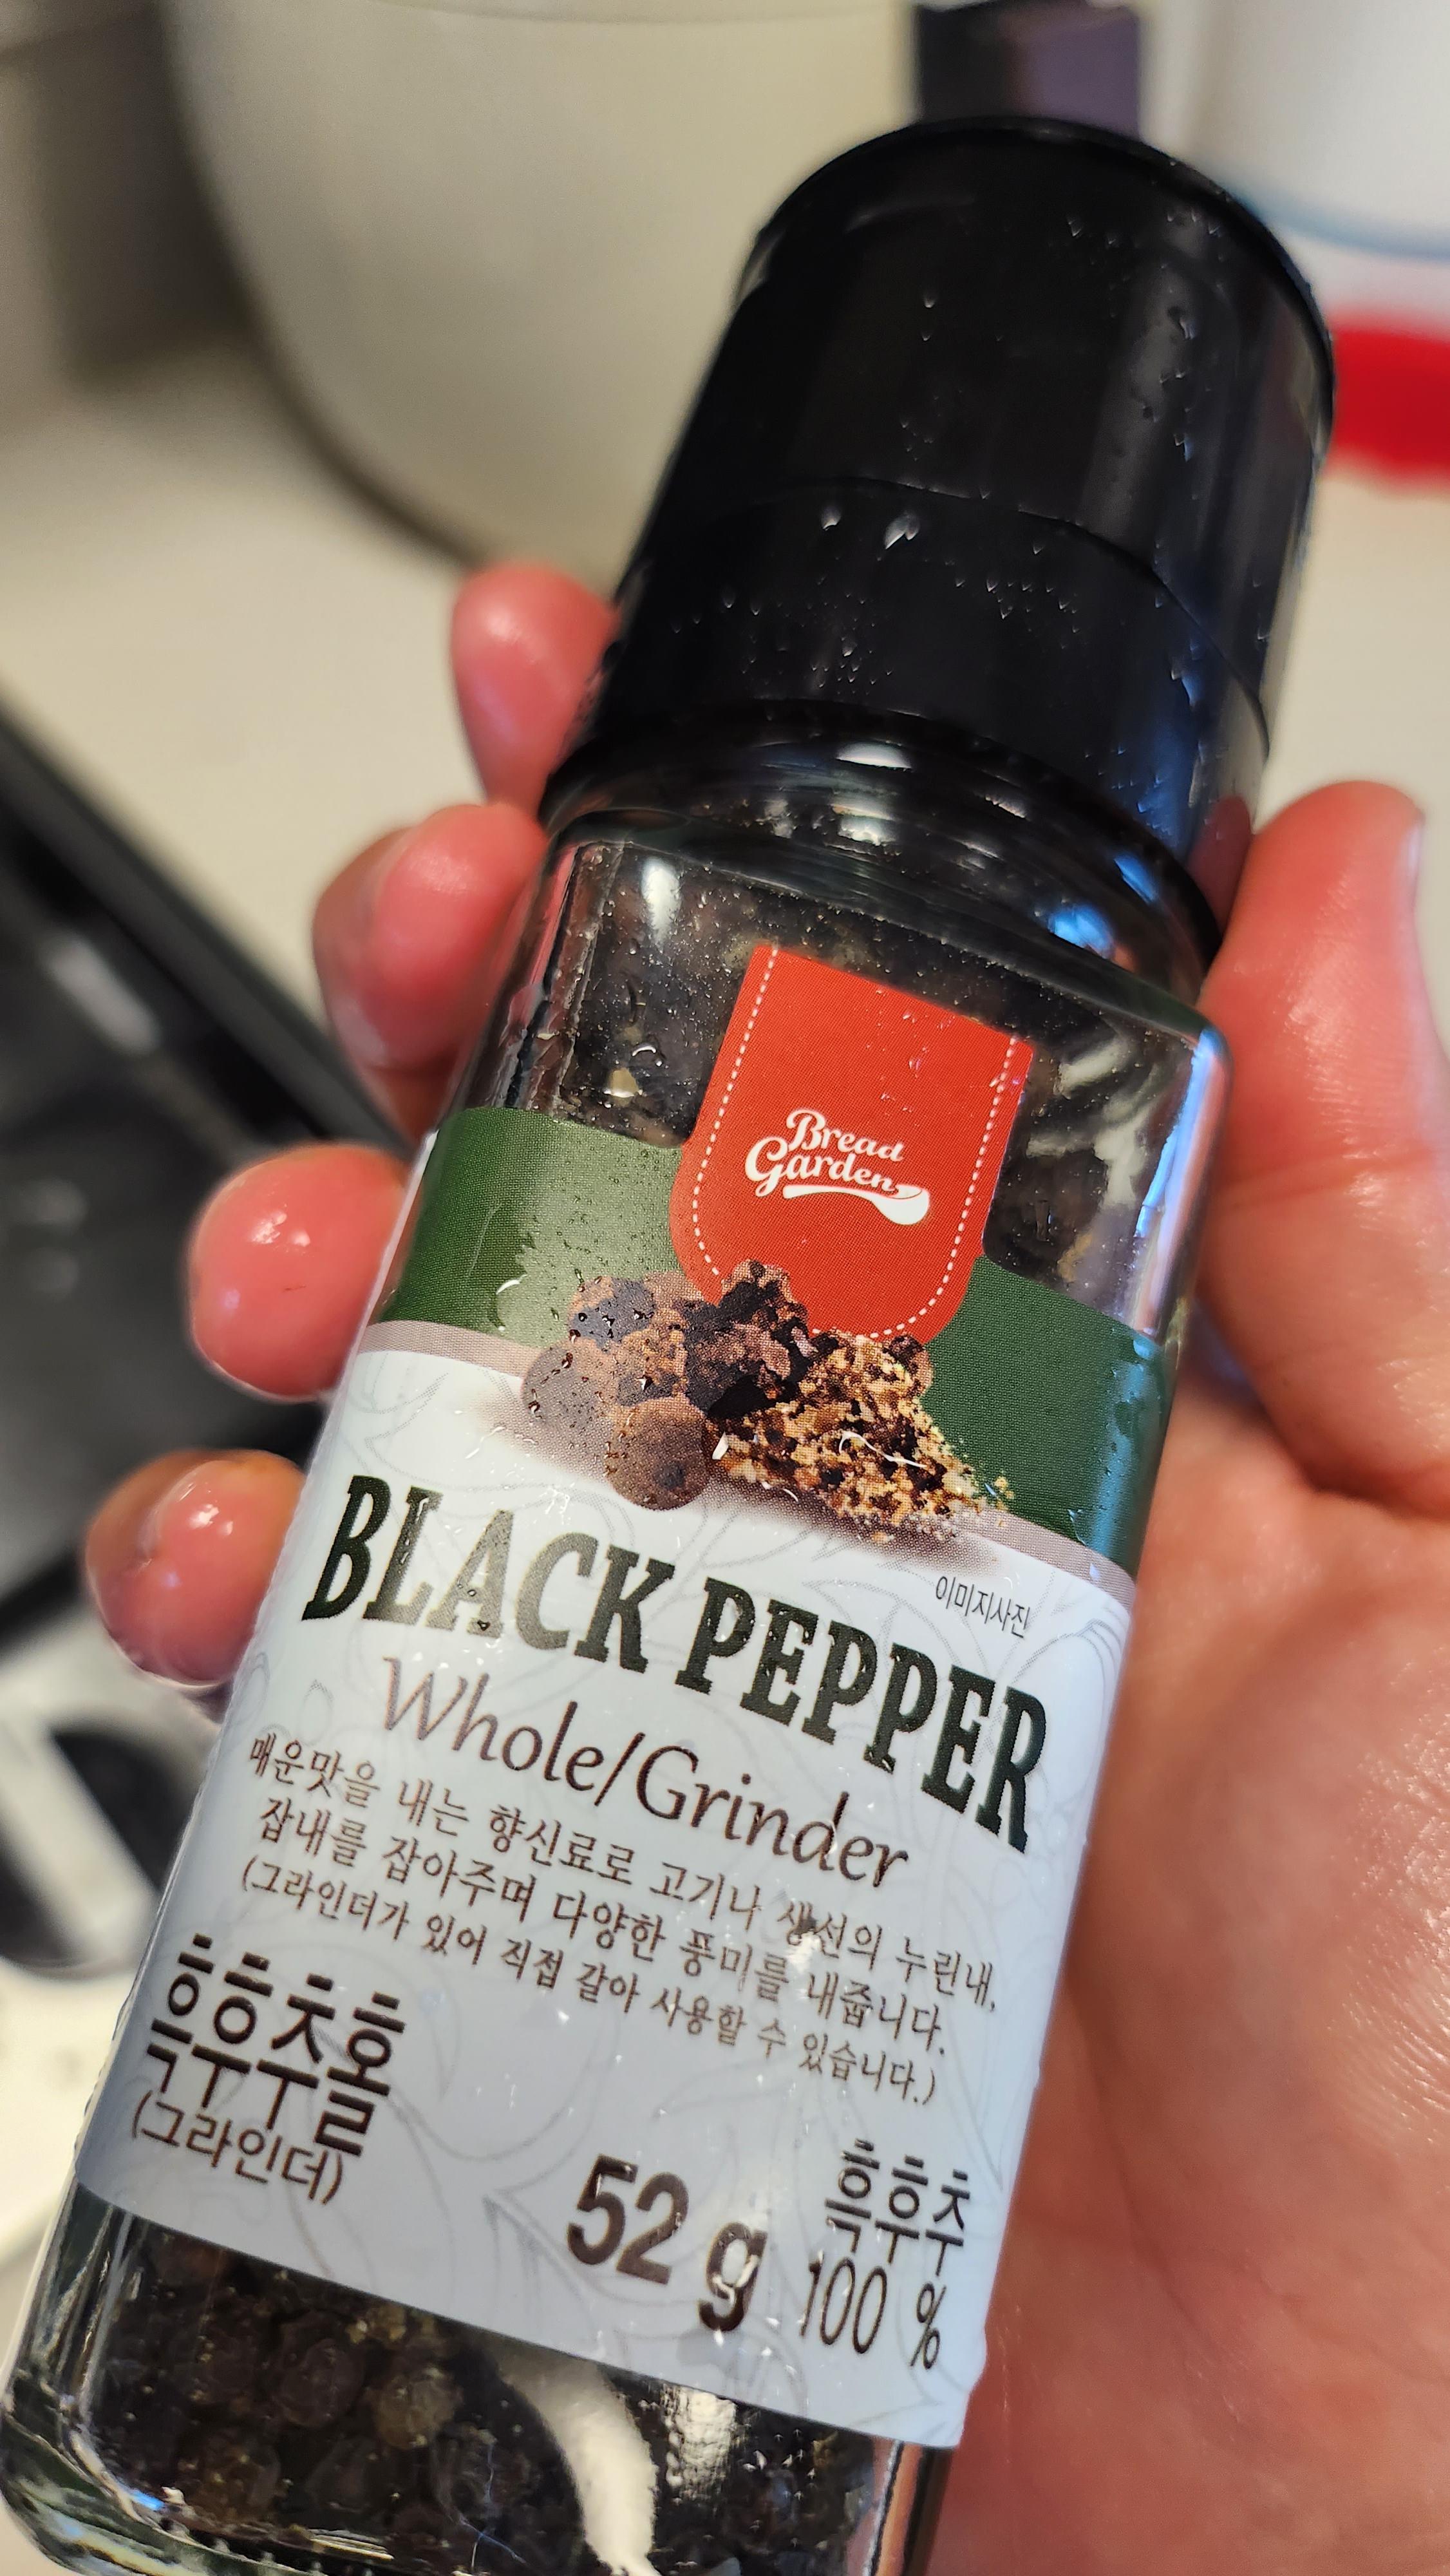 Bread
Garden
이미지사진
BLACK PEPPER
Whole/Grinder
매운맛을 내는 향신료로 고기나 생선의 누린내,
잡내를 잡아주며 다양한 풍미를 내줍니다.
(그라인더가 있어 직접 갈아 사용할 수 있습니다.)
흑후추홀
(그라인더)
52 g
흑후추
100 %